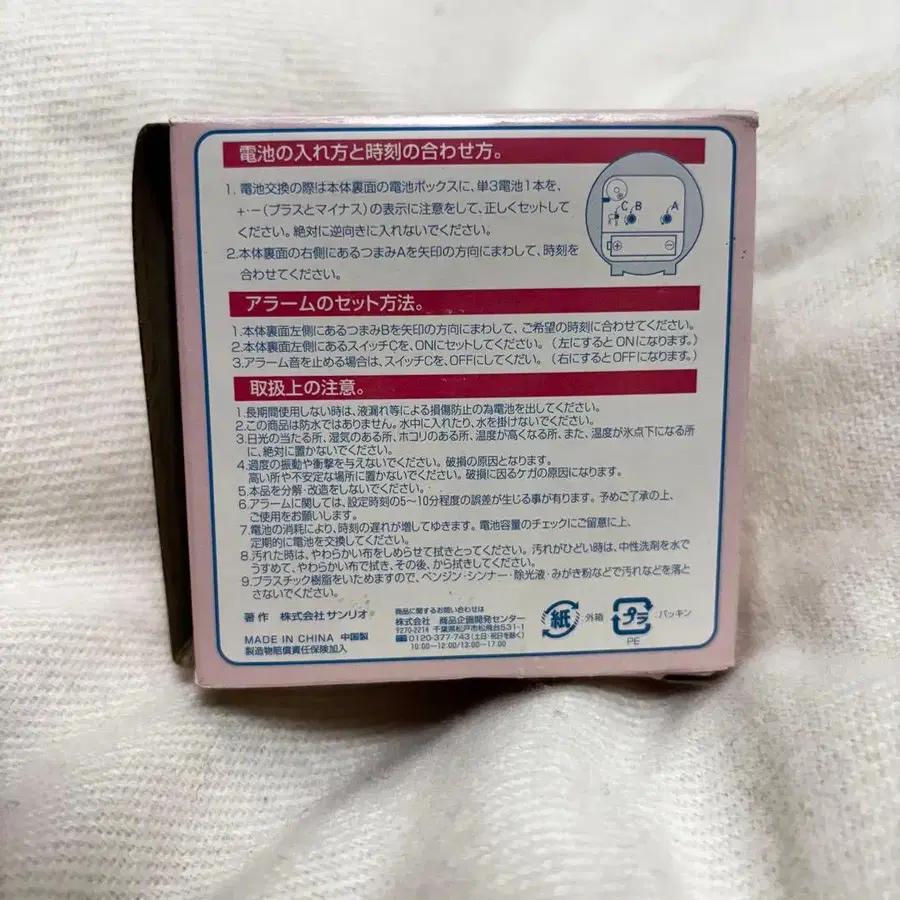 電池の入れ方と時刻の合わせ方。
1. 電池交換の際は本体裏面の電池ボックスに、単3電池1本を、
+・-(プラスとマイナス)の表示に注意をして、正しくセットして
ください。絶対に逆向きに入れないでください。
2.本体裏面の右側にあるつまみAを矢印の方向にまわして、時刻を
合わせてください。
C B A
アラームのセット方法。
1.本体裏面左側にあるつまみBを矢印の方向にまわして、ご希望の時刻に合わせてください。
2.本体裏面左側にあるスイッチCを、ONにセットしてください。(左にするとONになります。)
3.アラーム音を止める場合は、スイッチCを、OFFにしてくだい。(右にするとOFFになります。)
取扱上の注意。
1.長期間使用しない時は、液漏れ等による損傷防止の為電池を出してください。
2.この商品は防水ではありません。水中に入れたり、水を掛けないでください。
3.日光の当たる所、湿気のある所、ホコリのある所、温度が高くなる所、また、温度が氷点下になる所
に、絶対に置かないでください。
4.過度の振動や衝撃を与えないでください。破損の原因となります。
高い所や不安定な場所に置かないでください。破損に因るケガの原因になります。
5.本品を分解・改造をしないでください。
6.アラームに関しては、設定時刻の5〜10分程度の誤差が生じる事が有ります。予めご了承の上、
ご使用をお願いします。
7.電池の消耗により、時刻の遅れが増してゆきます。電池容量のチェックにご留意に上、
定期的に電池を交換してください。
8.汚れた時は、やわらかい布をしめらせて拭きとってください。汚れがひどい時は、中性洗剤を水で
うすめて、やわらかい布で拭き、その後、から拭きしてください。
9.プラスチック樹脂をいためますので、ベンジン・シンナー・除光液・みがき粉などで汚れなどを落と
さないでください。
著作 株式会社サンリオ
MADE IN CHINA 中国製
製造物賠償責任保険加入
商品に関するお問い合わせは
株式会社 商品企画開発センター
〒270-2214 千葉県松戸市松飛台531-1
0120-377-743(土・日・祝日を除く)
10:00〜12:00/13:00〜17:00
紙 外箱
プラ パッキン
PE